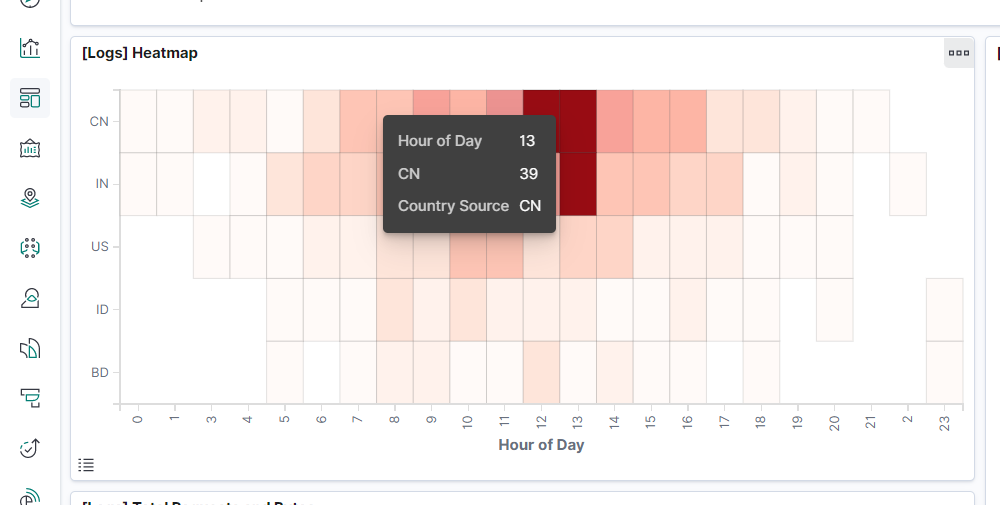 [Logs] Heatmap
CN
IN
US
ID
BD
Hour of Day 13
CN 39
Country Source CN
0 1 3 4 5 6 7 8 9 10 11 12 13 14 15 16 17 18 19 20 21 2 23
Hour of Day